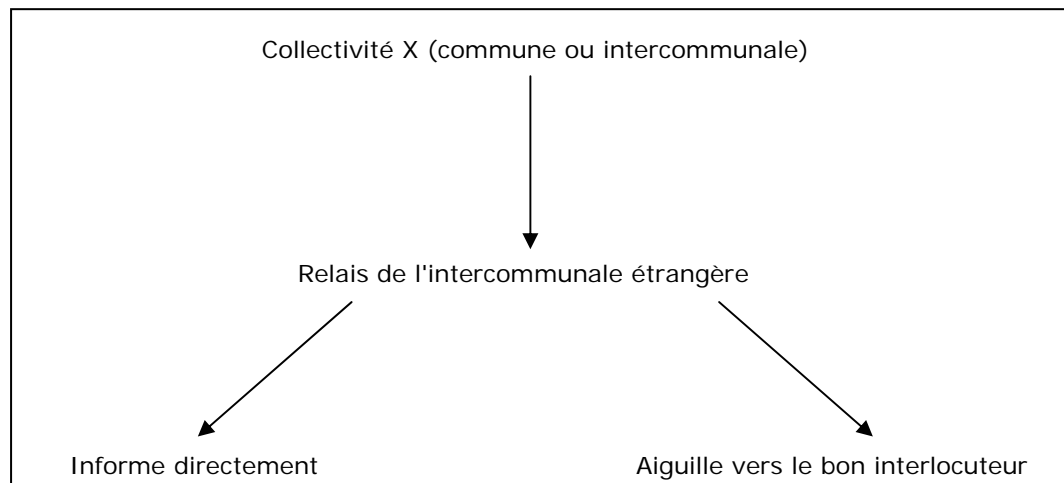 Collectivité X (commune ou intercommunale)
Relais de l'intercommunale étrangère
Informe directement
Aiguille vers le bon interlocuteur